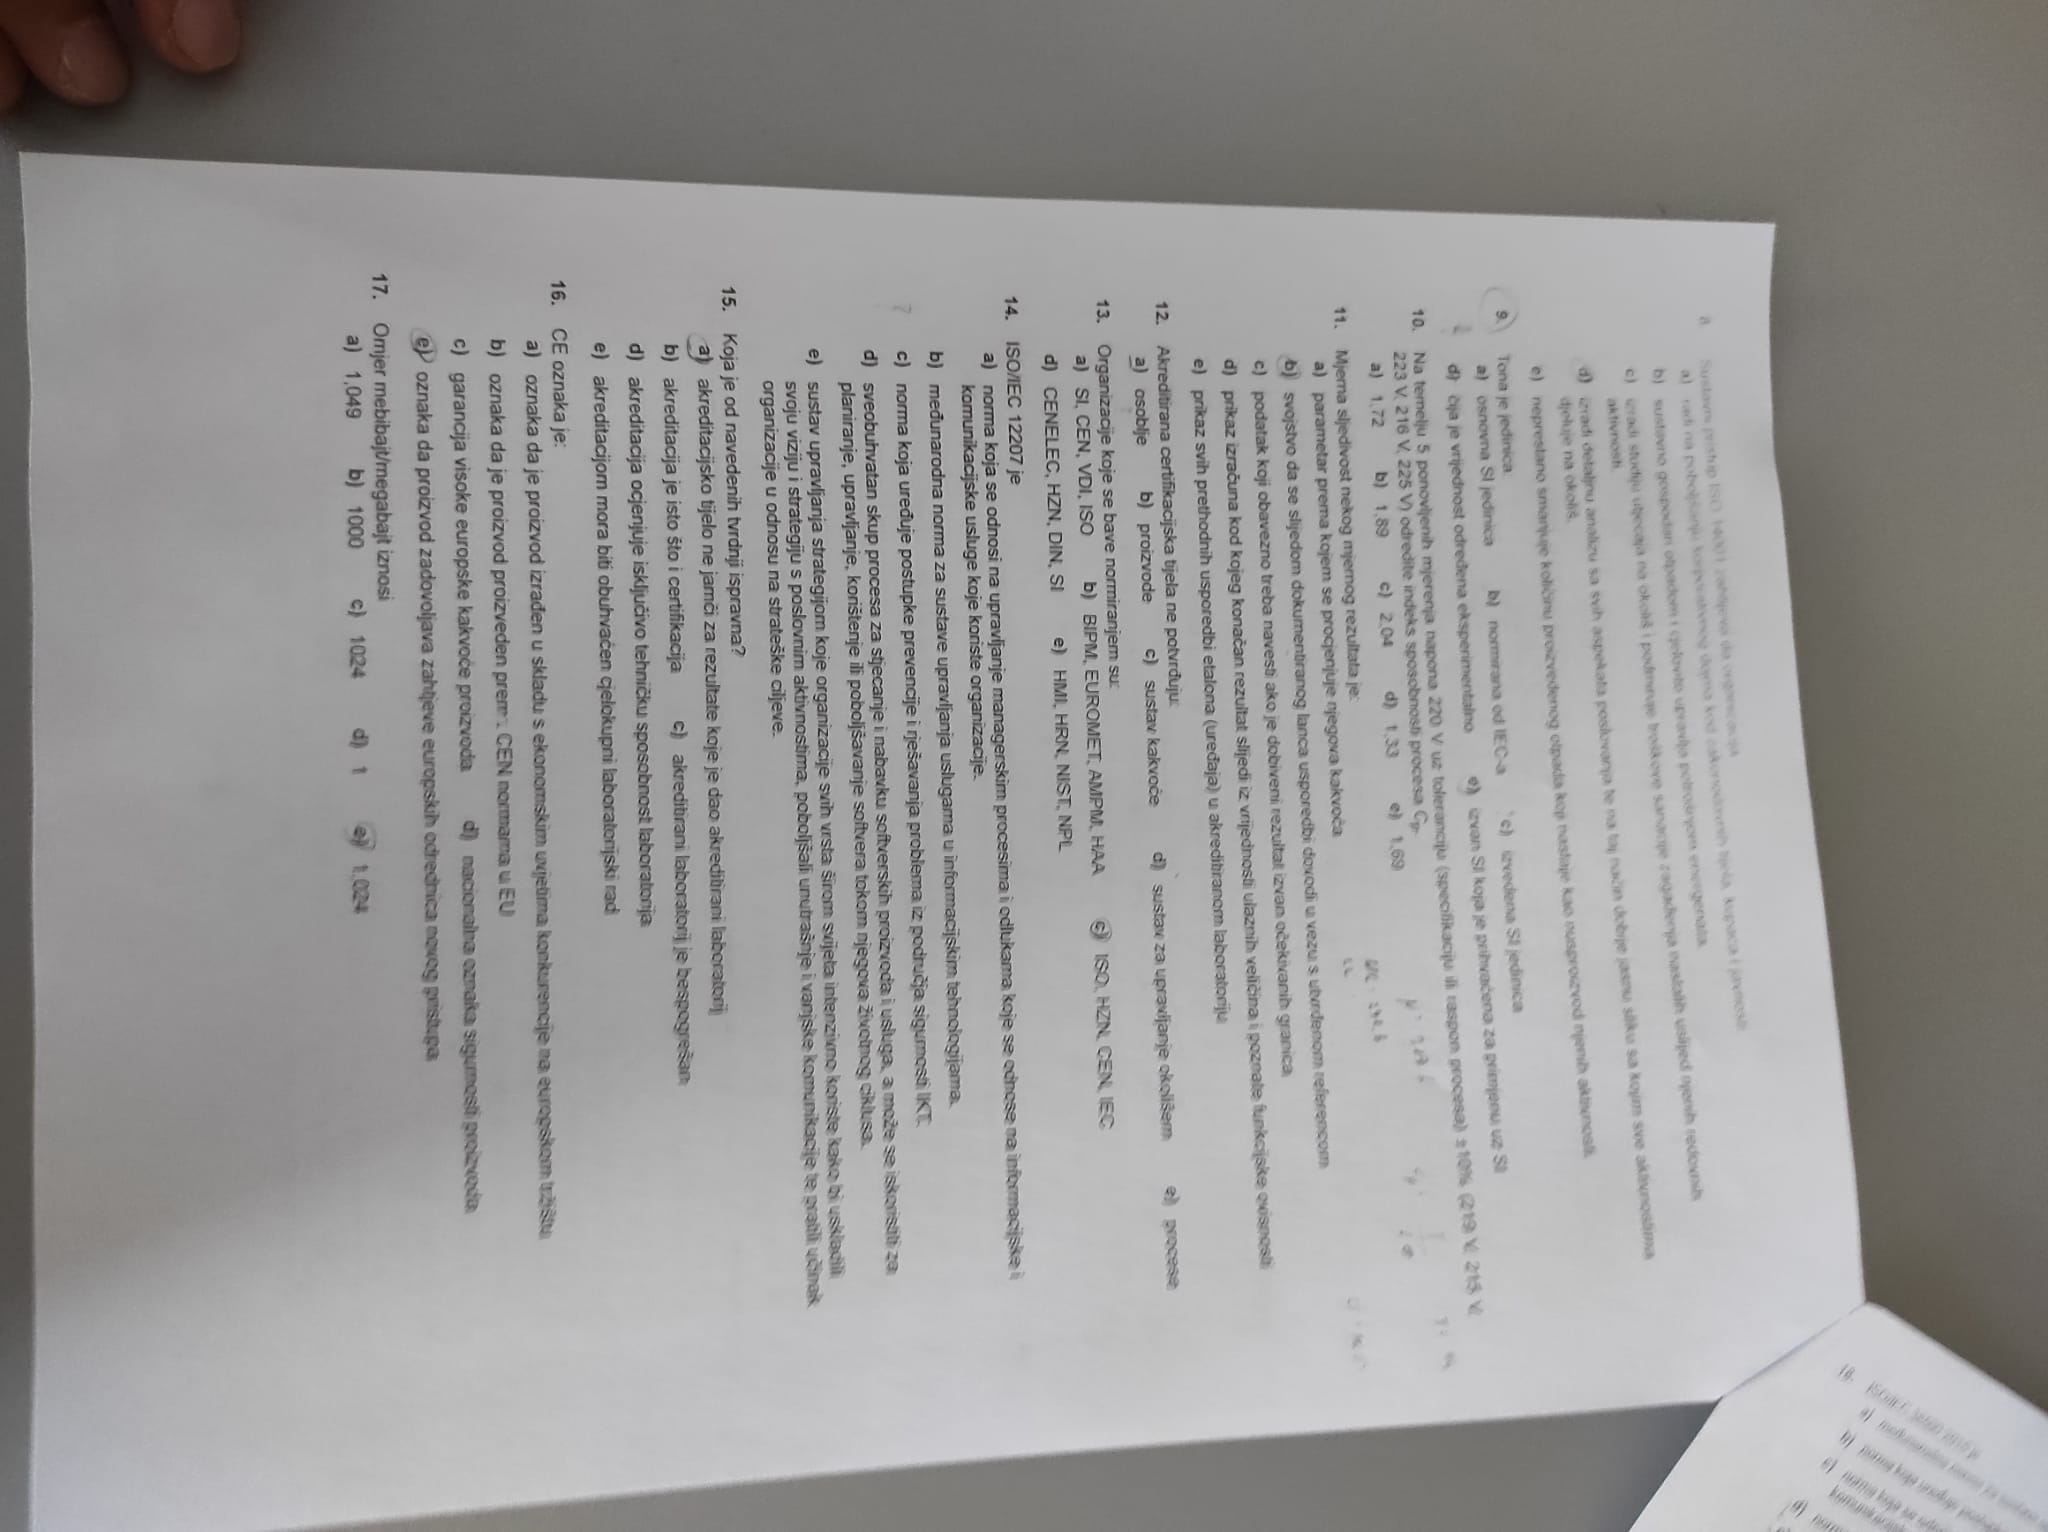 8. Sustavni pristup ISO 14001 zahtijeva da organizacija
a) radi na poboljšanju korporativnog dojma kod zakonodavnih tijela, kupaca i javnosti.
b) sustavno gospodari otpadom i cjelovito upravlja potrošnjom energenata.
c) izradi studiju utjecaja na okoliš i podmiruje troškove sanacije zagađenja nastalih uslijed njenih redovnih
aktivnosti.
d) izradi detaljnu analizu sa svih aspekata poslovanja te na taj način dobije jasnu sliku sa kojim sve aktivnostima
djeluje na okoliš.
e) neprestano smanjuje količinu proizvedenog otpada koji nastaje kao nusproizvod njenih aktivnosti.
9. Tona je jedinica:
a) osnovna SI jedinica b) normirana od IEC-a c) izvedena SI jedinica
d) čija je vrijednost određena eksperimentalno e) izvan SI koja je prihvaćena za primjenu uz SI
10. Na temelju 5 ponovljenih mjerenja napona 220 V uz toleranciju (specifikaciju ili raspon procesa) ±10% (219 V, 215 V,
223 V, 216 V, 225 V) odredite indeks sposobnosti procesa Cp.
a) 1,72 b) 1,89 c) 2,04 d) 1,33 e) 1,69
11. Mjerna sljedivost nekog mjernog rezultata je:
a) parametar prema kojem se procjenjuje njegova kakvoća
b) svojstvo da se slijedom dokumentiranog lanca usporedbi dovodi u vezu s utvrđenom referencom
c) podatak koji obavezno treba navesti ako je dobiveni rezultat izvan očekivanih granica
d) prikaz izračuna kod kojeg konačan rezultat slijedi iz vrijednosti ulaznih veličina i poznate funkcijske ovisnosti
e) prikaz svih prethodnih usporedbi etalona (uređaja) u akreditiranom laboratoriju
12. Akreditirana certifikacijska tijela ne potvrđuju:
a) osoblje b) proizvode c) sustav kakvoće d) sustav za upravljanje okolišem e) procese
13. Organizacije koje se bave normiranjem su:
a) SI, CEN, VDI, ISO b) BIPM, EUROMET, AMPM, HAA c) ISO, HZN, CEN, IEC
d) CENELEC, HZN, DIN, SI e) HMI, HRN, NIST, NPL
14. ISO/IEC 12207 je
a) norma koja se odnosi na upravljanje managerskim procesima i odlukama koje se odnose na informacijske i
komunikacijske usluge koje koriste organizacije.
b) međunarodna norma za sustave upravljanja uslugama u informacijskim tehnologijama.
? c) norma koja uređuje postupke prevencije i rješavanja problema iz područja sigurnosti IKT.
d) sveobuhvatan skup procesa za stjecanje i nabavku softverskih proizvoda i usluga, a može se iskoristiti za
planiranje, upravljanje, korištenje ili poboljšavanje softvera tokom njegova životnog ciklusa.
e) sustav upravljanja strategijom koje organizacije svih vrsta širom svijeta intenzivno koriste kako bi uskladili
svoju viziju i strategiju s poslovnim aktivnostima, poboljšali unutrašnje i vanjske komunikacije te pratili učinak
organizacije u odnosu na strateške ciljeve.
15. Koja je od navedenih tvrdnji ispravna?
a) akreditacijsko tijelo ne jamči za rezultate koje je dao akreditirani laboratorij
b) akreditacija je isto što i certifikacija c) akreditirani laboratorij je bespogrešan
d) akreditacija ocjenjuje isključivo tehničku sposobnost laboratorija
e) akreditacijom mora biti obuhvaćen cjelokupni laboratorijski rad
16. CE oznaka je:
a) oznaka da je proizvod izrađen u skladu s ekonomskim uvjetima konkurencije na europskom tržištu
b) oznaka da je proizvod proizveden prem CEN normama u EU
c) garancija visoke europske kakvoće proizvoda d) nacionalna oznaka sigurnosti proizvoda
e) oznaka da proizvod zadovoljava zahtjeve europskih odrednica novog pristupa
17. Omjer mebibajt/megabajt iznosi
a) 1,049 b) 1000 c) 1024 d) 1 e) 1,024